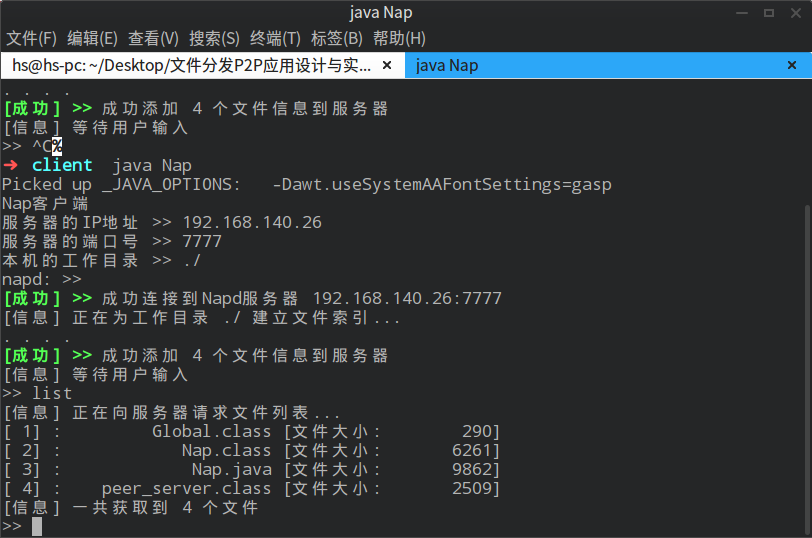 java Nap
文件(F) 编辑(E) 查看(V) 搜索(S) 终端(T) 标签(B) 帮助(H)
hs@hs-pc: ~/Desktop/文件分发P2P应用设计与实... × java Nap ×
. . . .
[成功] >> 成功添加 4 个文件信息到服务器
[信息] 等待用户输入
>> ^C%
➜ client java Nap
Picked up _JAVA_OPTIONS: -Dawt.useSystemAAFontSettings=gasp
Nap客户端
服务器的IP地址 >> 192.168.140.26
服务器的端口号 >> 7777
本机的工作目录 >> ./
napd: >>
[成功] >> 成功连接到Napd服务器 192.168.140.26:7777
[信息] 正在为工作目录 ./ 建立文件索引...
. . . .
[成功] >> 成功添加 4 个文件信息到服务器
[信息] 等待用户输入
>> list
[信息] 正在向服务器请求文件列表...
[ 1] : Global.class [文件大小: 290]
[ 2] : Nap.class [文件大小: 6261]
[ 3] : Nap.java [文件大小: 9862]
[ 4] : peer_server.class [文件大小: 2509]
[信息] 一共获取到 4 个文件
>>